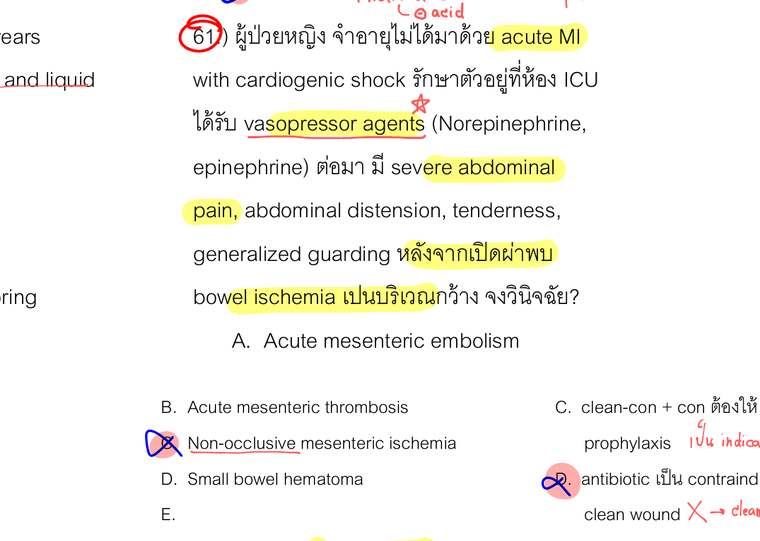 ⊖ acid
ears
and liquid
ring
61.) ผู้ป่วยหญิง จำอายุไม่ได้มาด้วย acute MI
with cardiogenic shock รักษาตัวอยู่ที่ห้อง ICU
ได้รับ vasopressor agents (Norepinephrine,
epinephrine) ต่อมา มี severe abdominal
pain, abdominal distension, tenderness,
generalized guarding หลังจากเปิดผ่าพบ
bowel ischemia เปนบริเวณกว้าง จงวินิจฉัย?
A. Acute mesenteric embolism
B. Acute mesenteric thrombosis
C. Non-occlusive mesenteric ischemia
D. Small bowel hematoma
E.
C. clean-con + con ต้องให้
prophylaxis เป็น indica
D. antibiotic เป็น contraind
clean wound X → clean